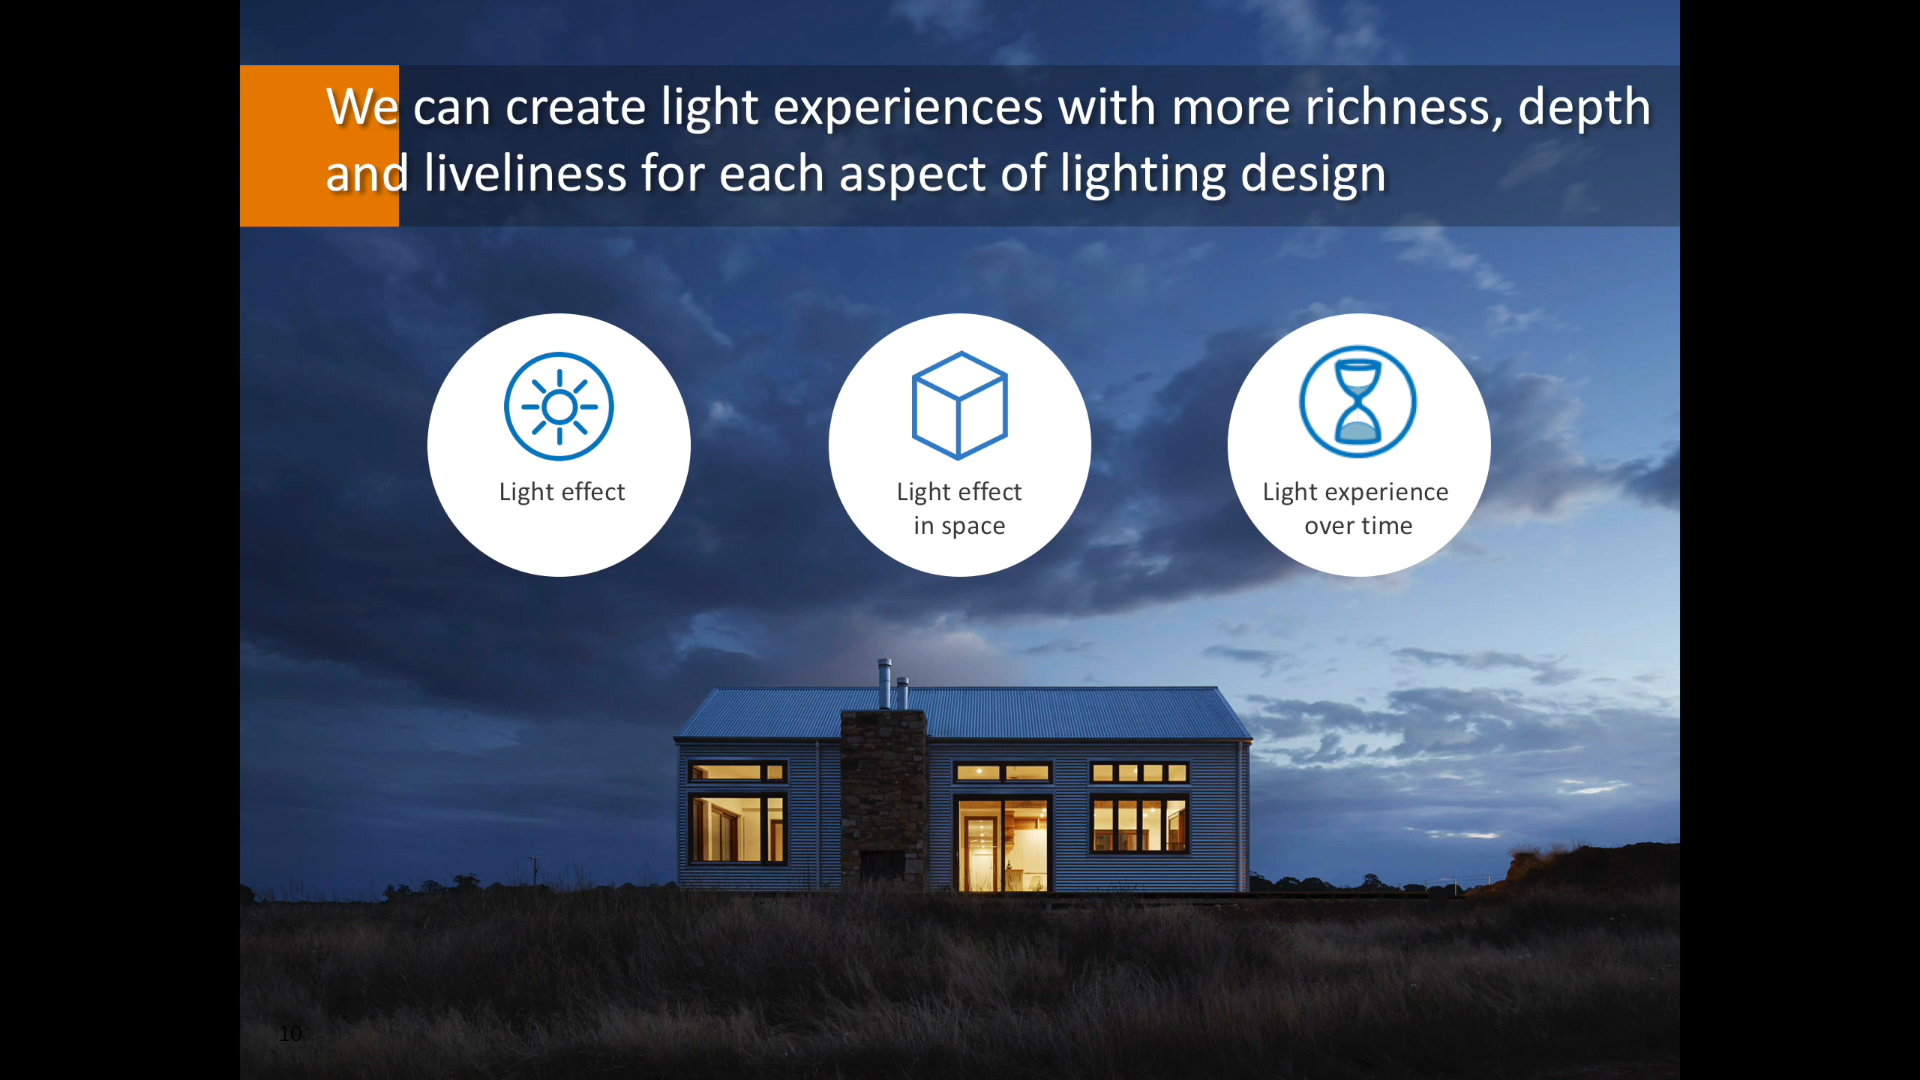 We can create light experiences with more richness, depth
and liveliness for each aspect of lighting design
Light effect
Light effect
in space
Light experience
over time
10